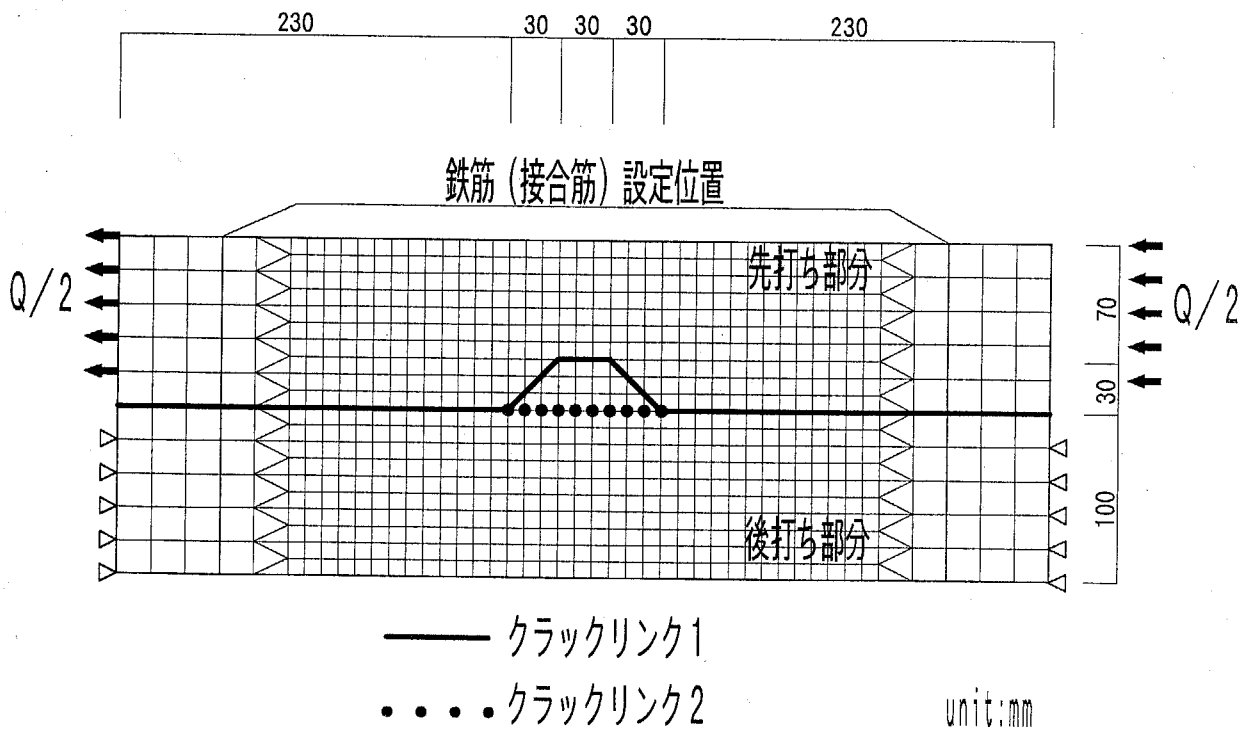 230 30 30 30 230
鉄筋（接合筋）設定位置
先打ち部分
Q/2
Q/2
70
30
100
後打ち部分
クラックリンク1
クラックリンク2
unit:mm